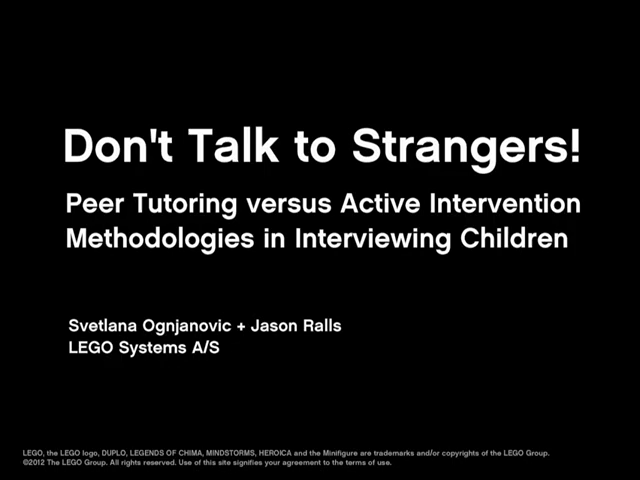 Don't Talk to Strangers!
Peer Tutoring versus Active Intervention
Methodologies in Interviewing Children
Svetlana Ognjanovic + Jason Ralls
LEGO Systems A/S
LEGO, the LEGO logo, DUPLO, LEGENDS OF CHIMA, MINDSTORMS, HEROICA and the Minifigure are trademarks and/or copyrights of the LEGO Group.
©2012 The LEGO Group. All rights reserved. Use of this site signifies your agreement to the terms of use.